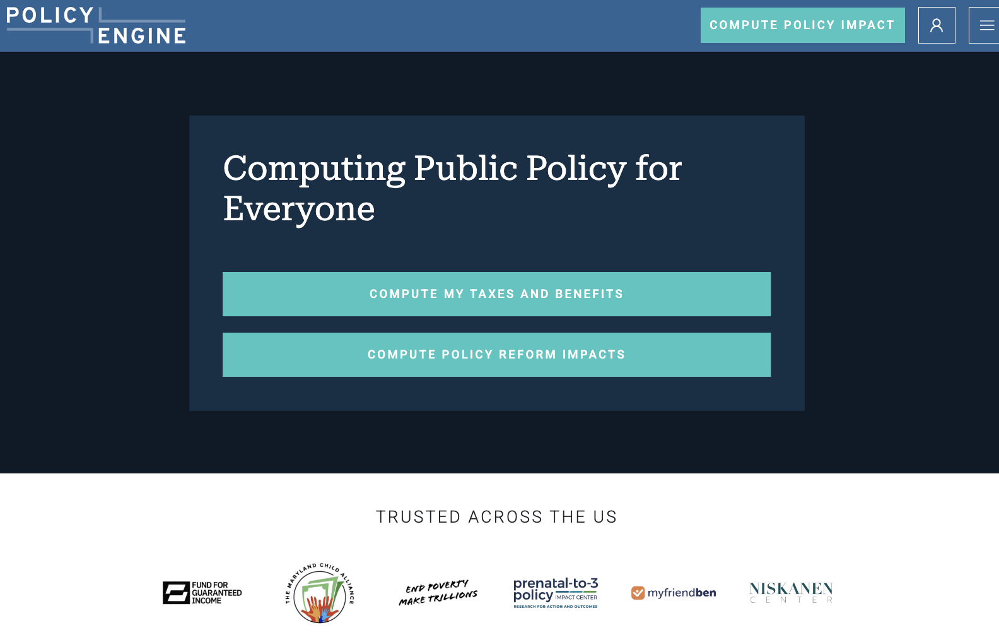 POLICY
ENGINE
COMPUTE POLICY IMPACT
Computing Public Policy for
Everyone
COMPUTE MY TAXES AND BENEFITS
COMPUTE POLICY REFORM IMPACTS
TRUSTED ACROSS THE US
FUND FOR
GUARANTEED
INCOME
THE MARYLAND CHILD ALLIANCE
END POVERTY
MAKE TRILLIONS
prenatal-to-3
policy IMPACT CENTER
RESEARCH FOR ACTION AND OUTCOMES
myfriendben
NISKANEN
CENTER